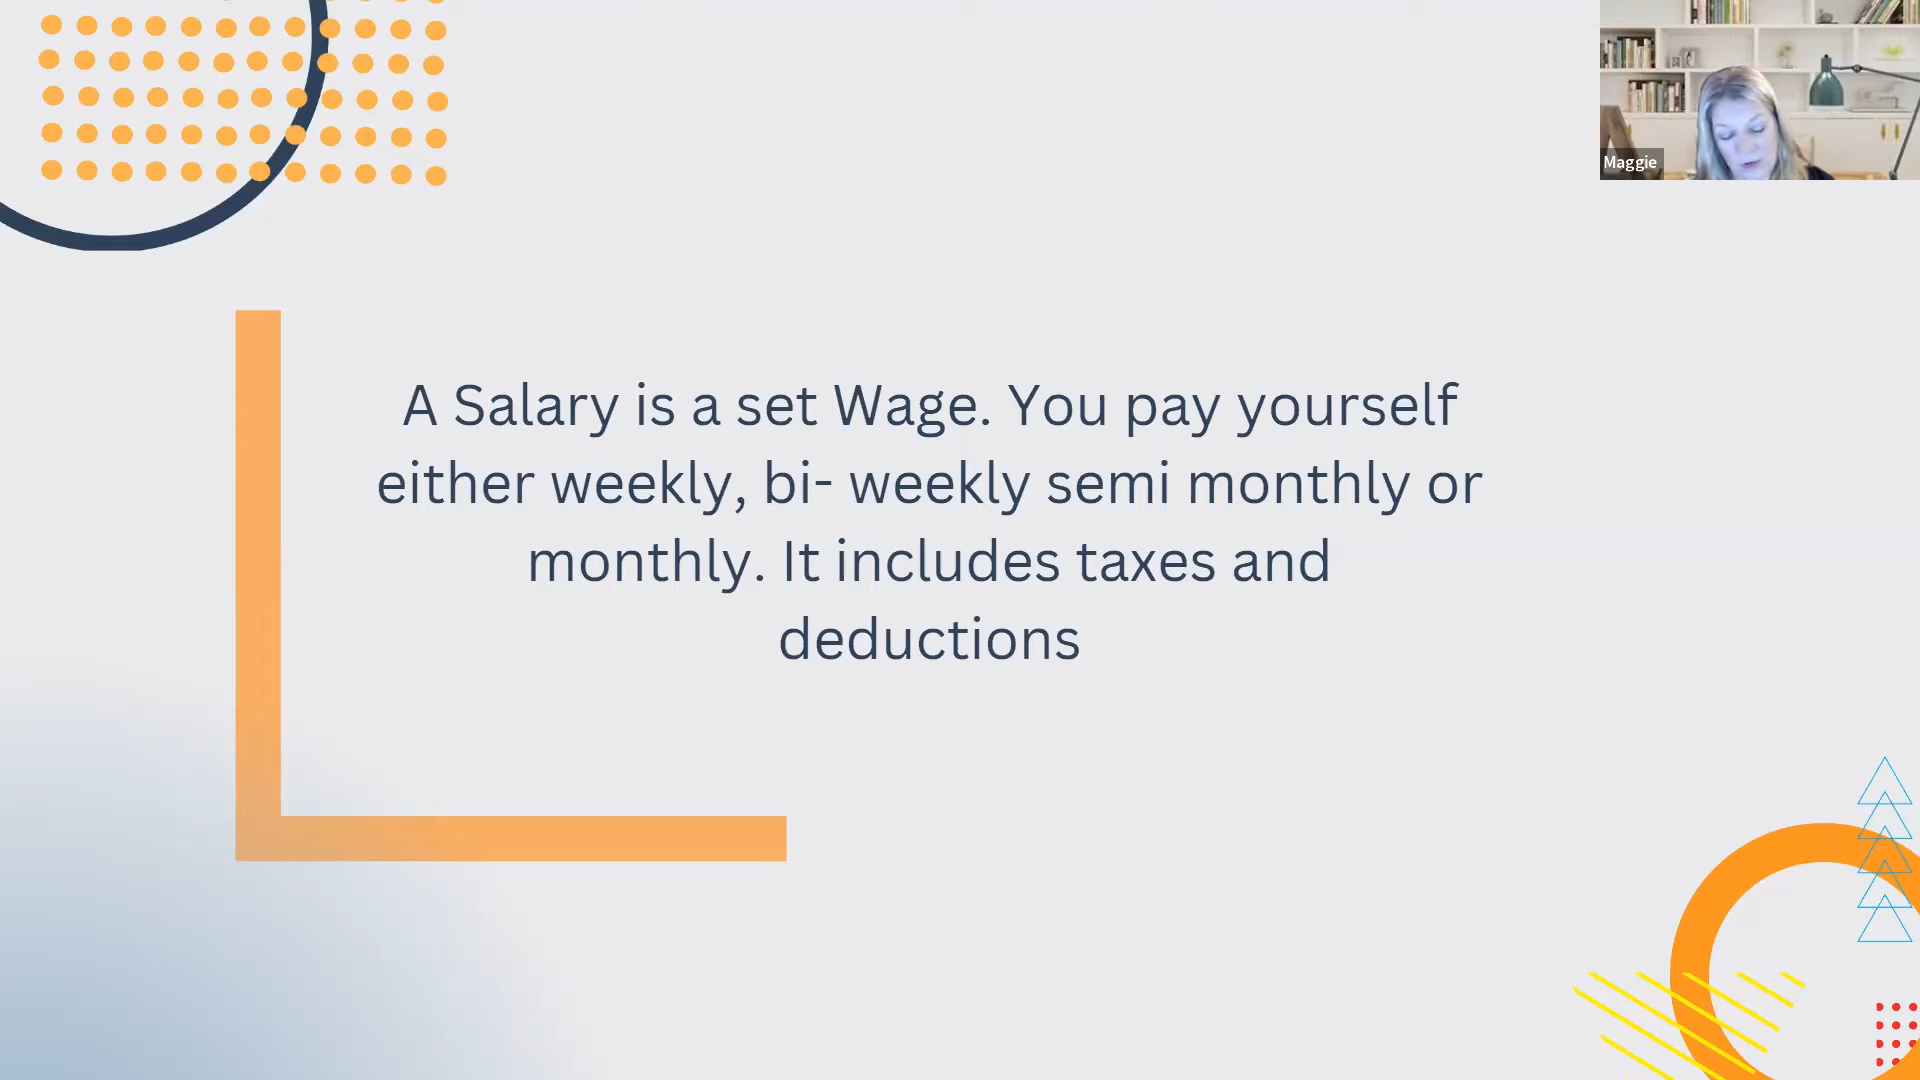 Maggie
A Salary is a set Wage. You pay yourself
either weekly, bi- weekly semi monthly or
monthly. It includes taxes and
deductions